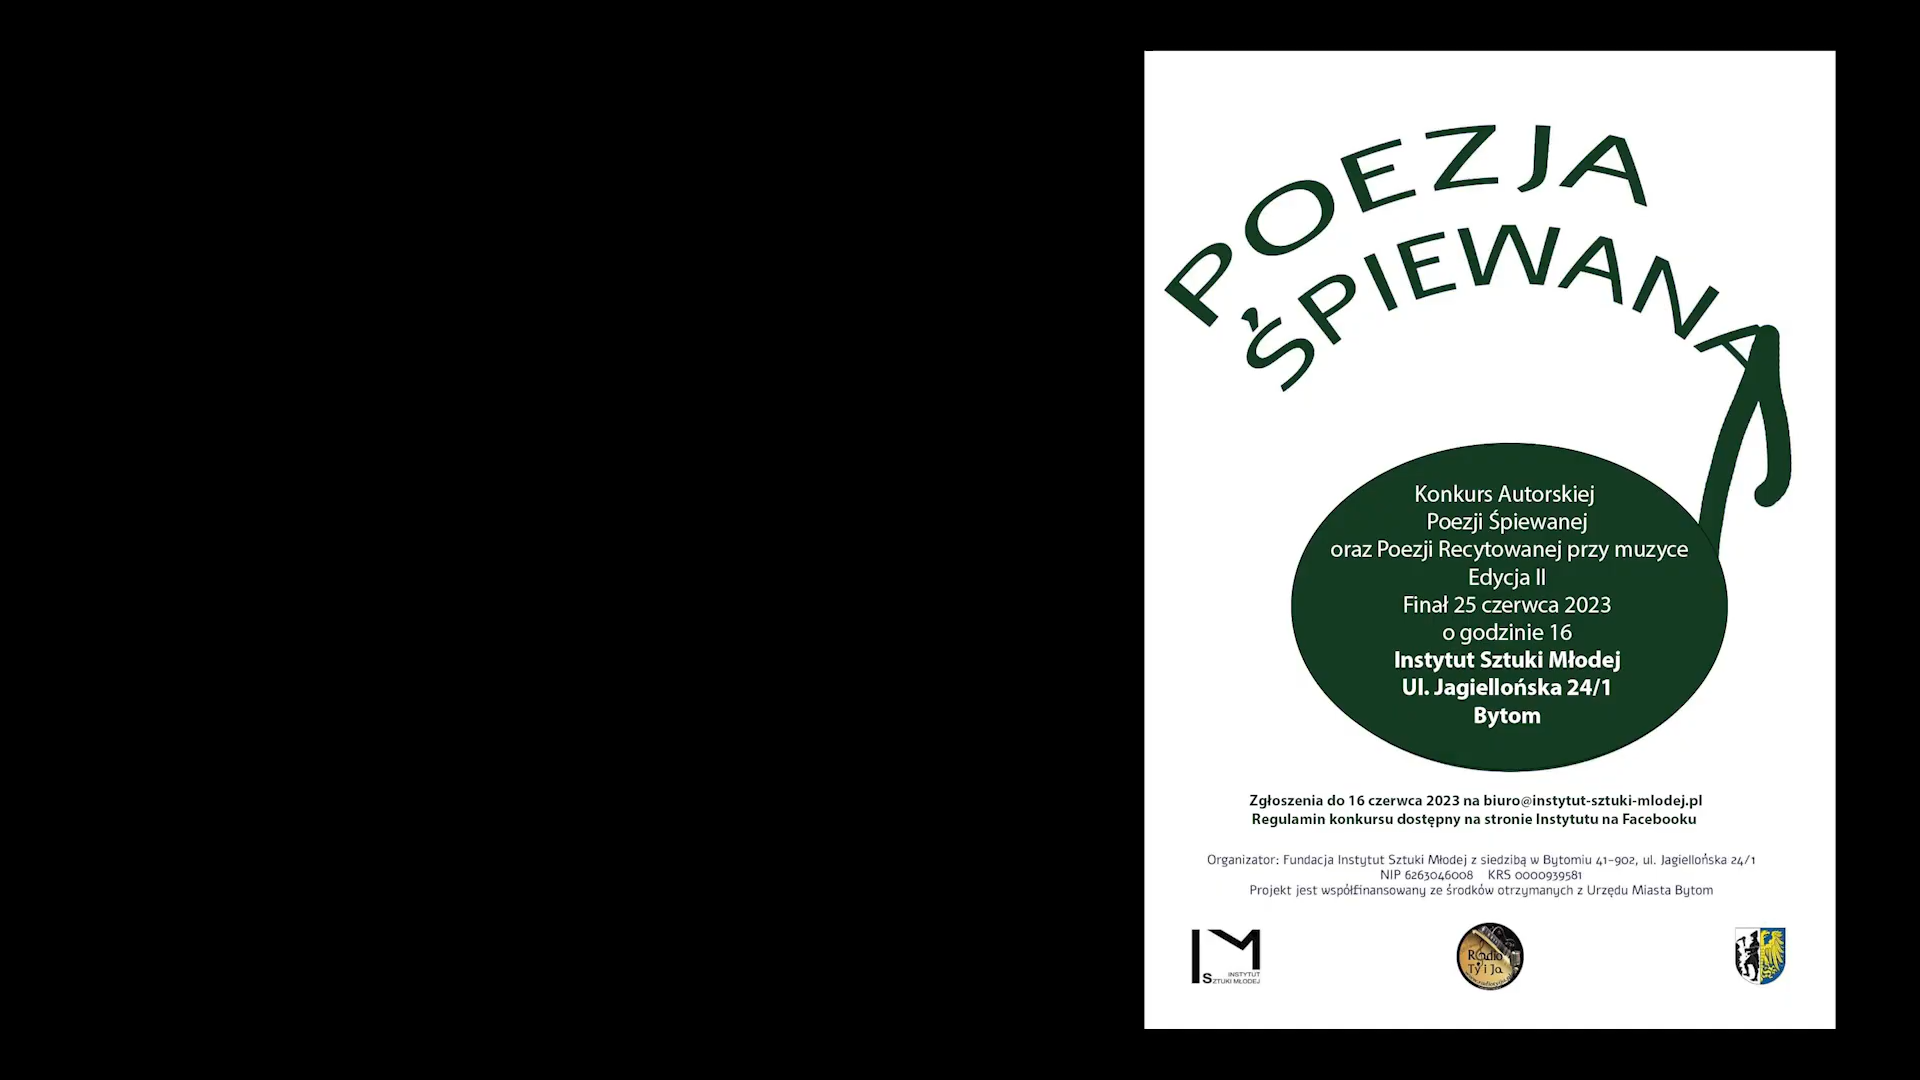 POEZJA
ŚPIEWANA
Konkurs Autorskiej
Poezji Śpiewanej
oraz Poezji Recytowanej przy muzyce
Edycja II
Finał 25 czerwca 2023
o godzinie 16
Instytut Sztuki Młodej
Ul. Jagiellońska 24/1
Bytom
Zgłoszenia do 16 czerwca 2023 na biuro@instytut-sztuki-mlodej.pl
Regulamin konkursu dostępny na stronie Instytutu na Facebooku
Organizator: Fundacja Instytut Sztuki Młodej z siedzibą w Bytomiu 41-902, ul. Jagiellońska 24/1
NIP 6263046008 KRS 0000939581
Projekt jest współfinansowany ze środków otrzymanych z Urzędu Miasta Bytom
INSTYTUT
SZTUKI MŁODEJ
Radio
Ty i Ja